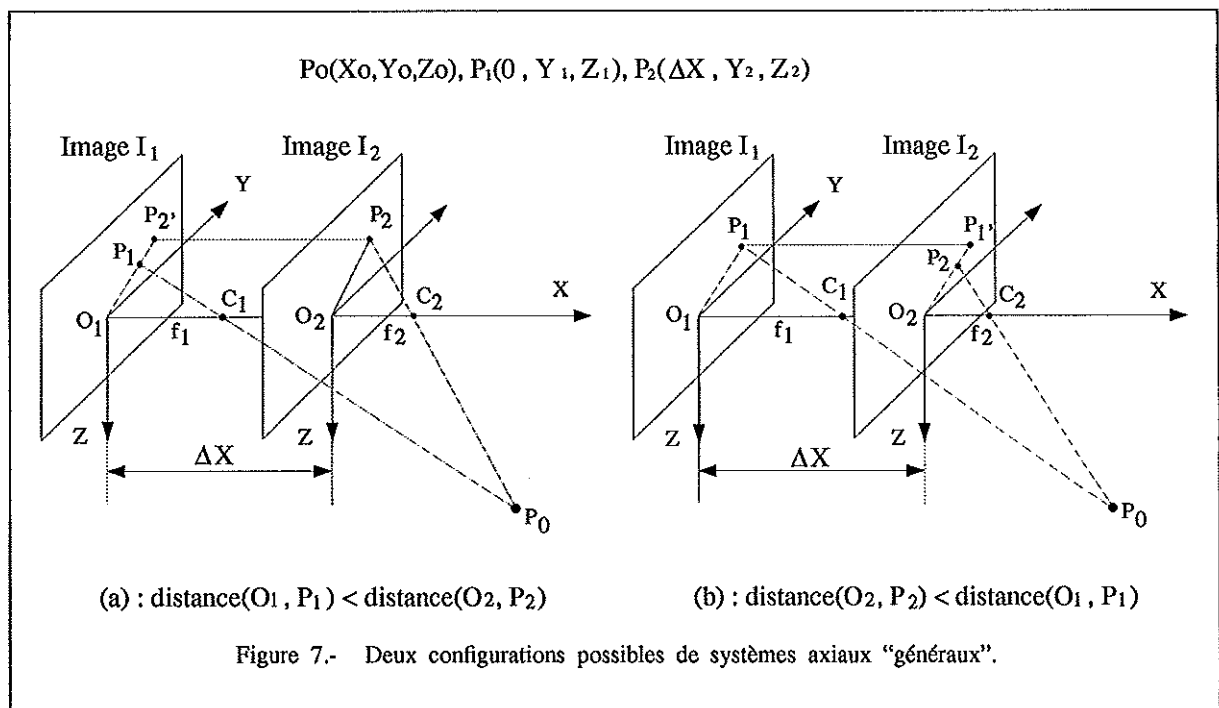 Po(Xo,Yo,Zo), P₁(0 , Y₁,Z₁), P₂(ΔX , Y₂, Z₂)
Image I₁
Image I₂
Y
P₂'
P₂
P₁
C₁
C₂
X
O₁
f₁
O₂
f₂
Z
Z
ΔX
P₀
(a) : distance(O₁ , P₁) < distance(O₂, P₂)
Image I₁
Image I₂
Y
P₁
P₁'
P₂
C₁
C₂
X
O₁
f₁
O₂
f₂
Z
Z
ΔX
P₀
(b) : distance(O₂, P₂) < distance(O₁ , P₁)
Figure 7.- Deux configurations possibles de systèmes axiaux “généraux”.